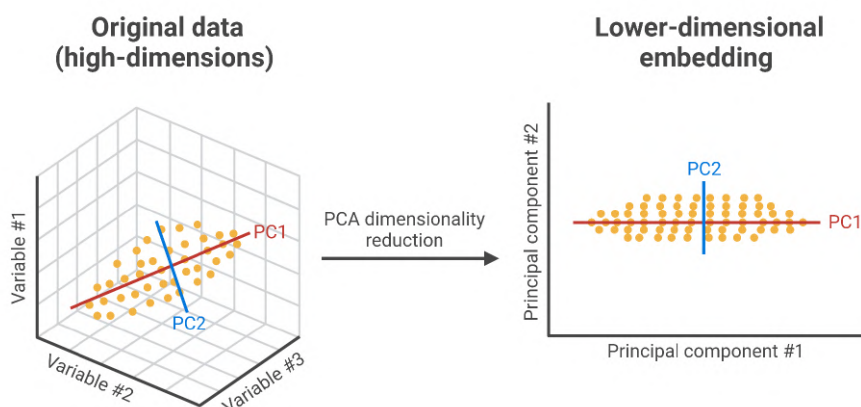 Original data
(high-dimensions)
Variable #1
Variable #2
Variable #3
PC1
PC2
PCA dimensionality
reduction
Lower-dimensional
embedding
Principal component #2
PC2
PC1
Principal component #1